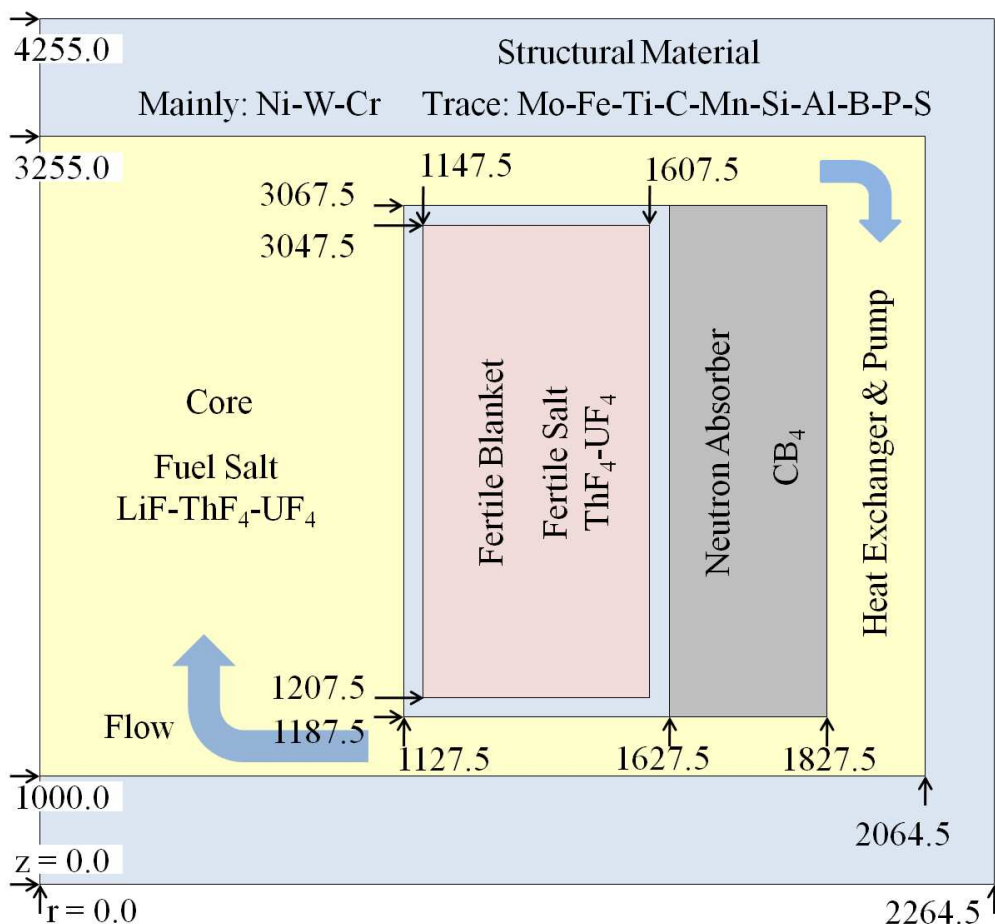 4255.0
Structural Material
Mainly: Ni-W-Cr Trace: Mo-Fe-Ti-C-Mn-Si-Al-B-P-S
3255.0
1147.5
1607.5
3067.5
3047.5
Core
Fuel Salt
LiF-ThF₄-UF₄
Fertile Blanket
Fertile Salt
ThF₄-UF₄
Neutron Absorber
CB₄
Heat Exchanger & Pump
1207.5
Flow
1187.5
1127.5
1627.5
1827.5
1000.0
2064.5
z = 0.0
r = 0.0
2264.5